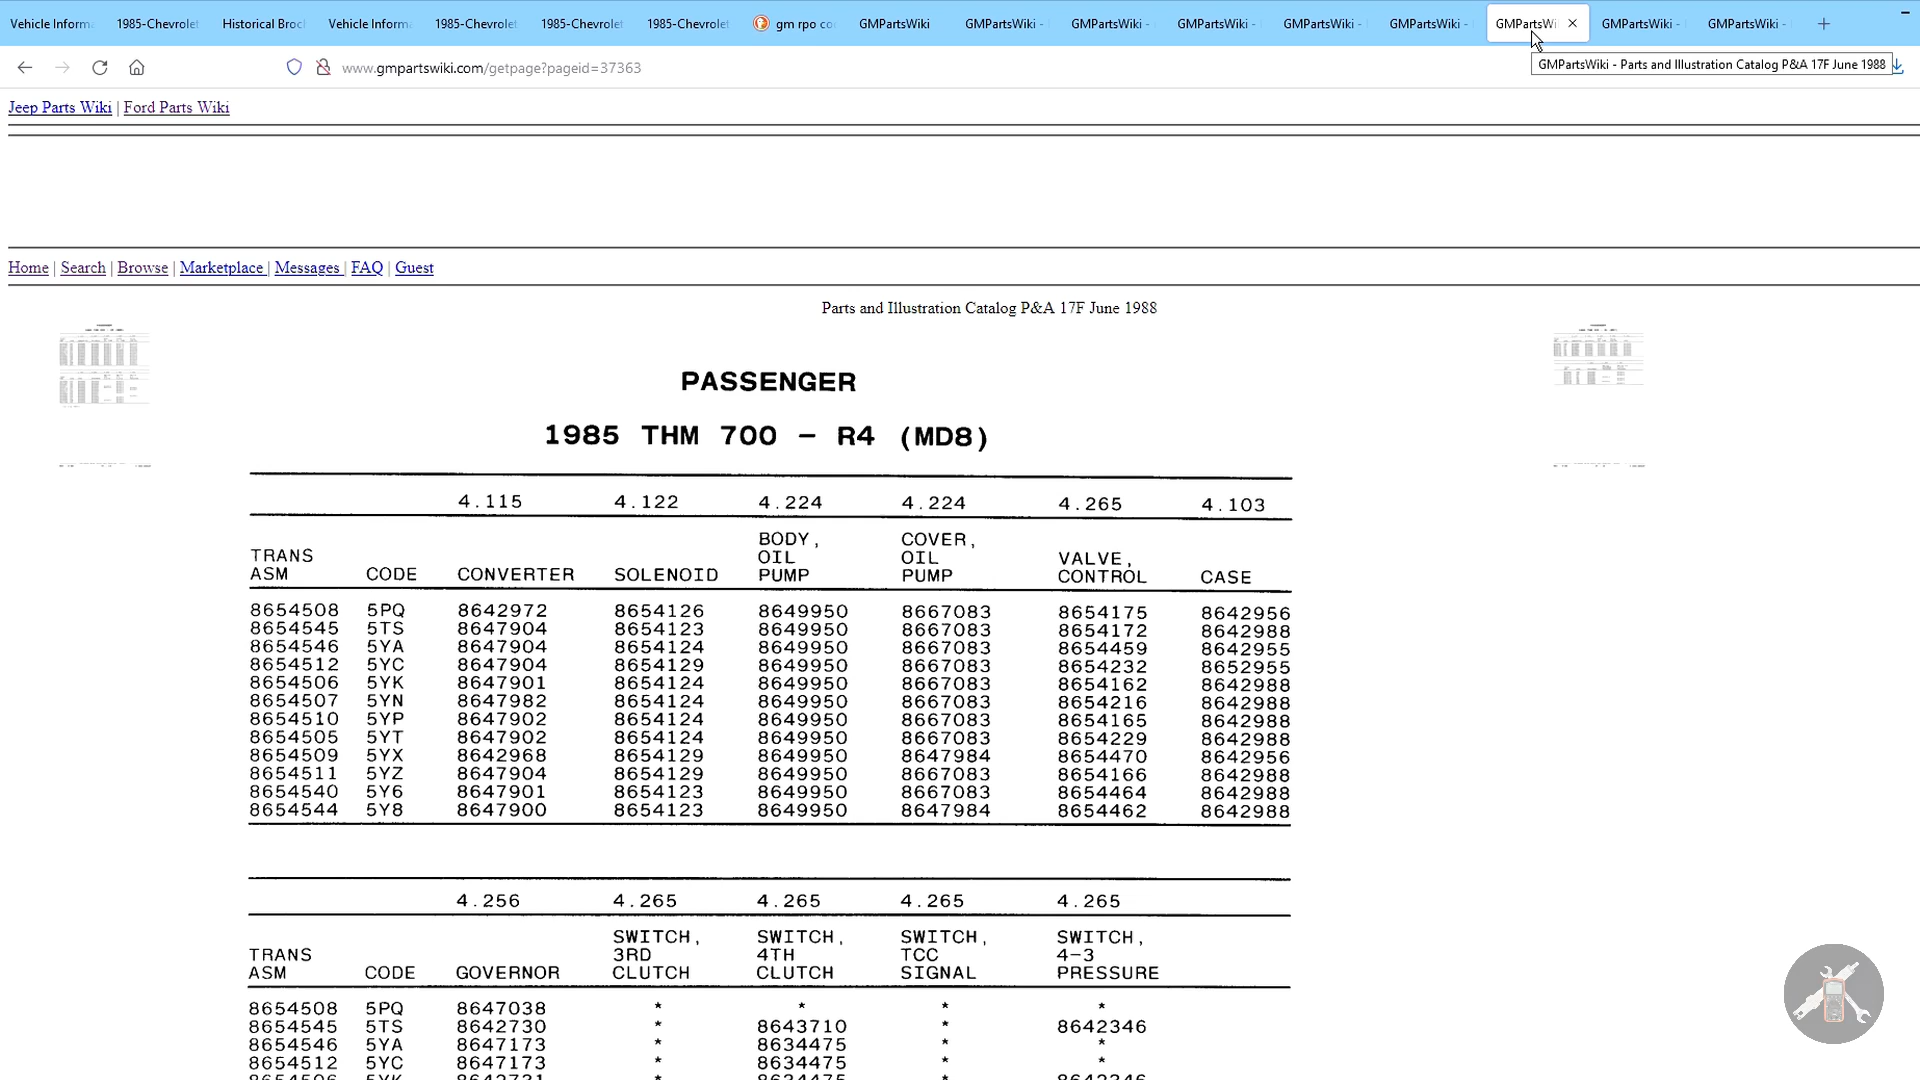 Vehicle Inform 1985-Chevrolet Historical Broc Vehicle Inform 1985-Chevrolet 1985-Chevrolet 1985-Chevrolet gm rpo co GMPartsWiki GMPartsWiki - GMPartsWiki - GMPartsWiki - GMPartsWiki - GMPartsWiki - GMPartsWi GMPartsWiki - GMPartsWiki -
www.gmpartswiki.com/getpage?pageid=37363
GMPartsWiki - Parts and Illustration Catalog P&A 17F June 1988
Jeep Parts Wiki | Ford Parts Wiki
Home | Search | Browse | Marketplace | Messages | FAQ | Guest
Parts and Illustration Catalog P&A 17F June 1988
PASSENGER
1985 THM 700 - R4 (MD8)
4.115 4.122 4.224 4.224 4.265 4.103
BODY, COVER,
TRANS OIL OIL VALVE,
ASM CODE CONVERTER SOLENOID PUMP PUMP CONTROL CASE
8654508 5PQ 8642972 8654126 8649950 8667083 8654175 8642956
8654545 5TS 8647904 8654123 8649950 8667083 8654172 8642988
8654546 5YA 8647904 8654124 8649950 8667083 8654459 8642955
8654512 5YC 8647904 8654129 8649950 8667083 8654232 8652955
8654506 5YK 8647901 8654124 8649950 8667083 8654162 8642988
8654507 5YN 8647982 8654124 8649950 8667083 8654216 8642988
8654510 5YP 8647902 8654124 8649950 8667083 8654165 8642988
8654505 5YT 8647902 8654124 8649950 8667083 8654229 8642988
8654509 5YX 8642968 8654129 8649950 8647984 8654470 8642956
8654511 5YZ 8647904 8654129 8649950 8667083 8654166 8642988
8654540 5Y6 8647901 8654123 8649950 8667083 8654464 8642988
8654544 5Y8 8647900 8654123 8649950 8647984 8654462 8642988
4.256 4.265 4.265 4.265 4.265
SWITCH, SWITCH, SWITCH, SWITCH,
TRANS 3RD 4TH TCC 4-3
ASM CODE GOVERNOR CLUTCH CLUTCH SIGNAL PRESSURE
8654508 5PQ 8647038 * * * *
8654545 5TS 8642730 * 8643710 * 8642346
8654546 5YA 8647173 * 8634475 * *
8654512 5YC 8647173 * 8634475 * *
8654506 5YK 8642731 * 8634475 * 8642346